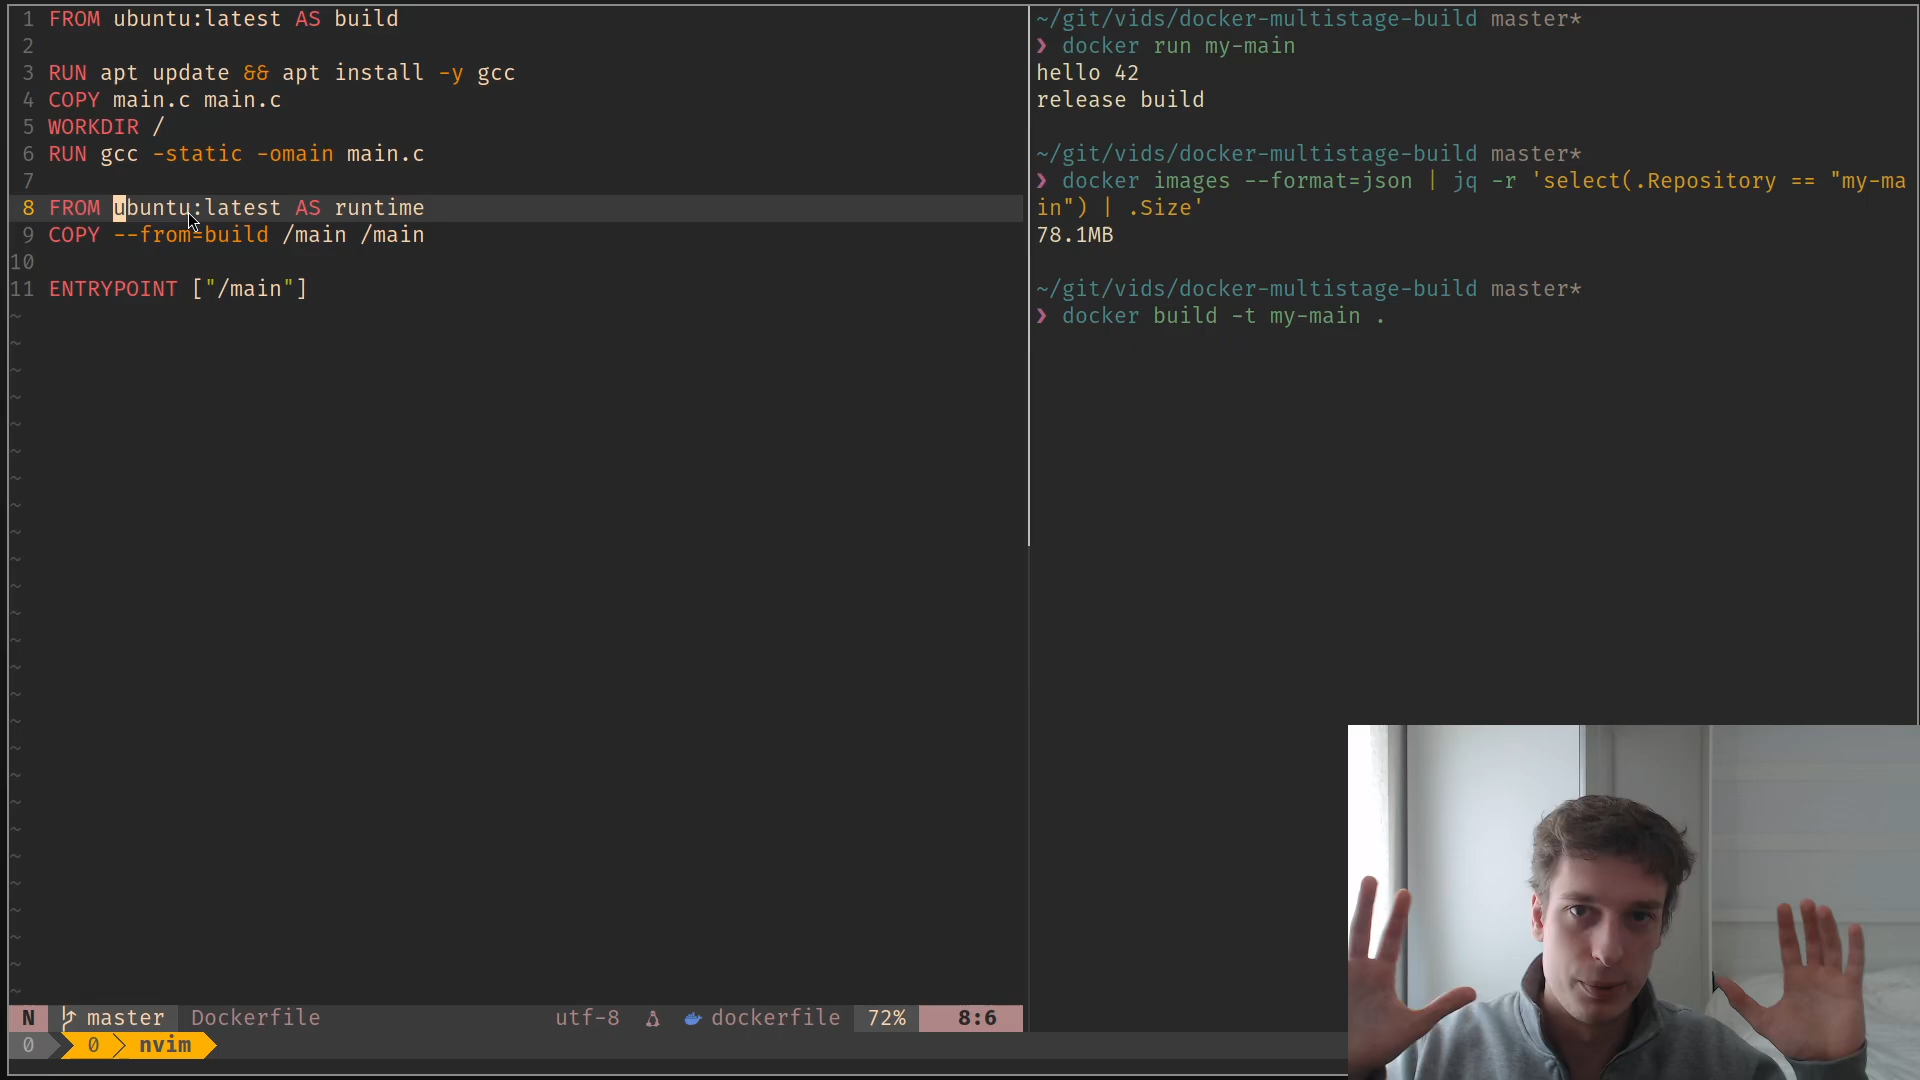 1 FROM ubuntu:latest AS build
2
3 RUN apt update && apt install -y gcc
4 COPY main.c main.c
5 WORKDIR /
6 RUN gcc -static -omain main.c
7
8 FROM ubuntu:latest AS runtime
9 COPY --from=build /main /main
10
11 ENTRYPOINT ["/main"]
~/git/vids/docker-multistage-build master*
❯ docker run my-main
hello 42
release build
~/git/vids/docker-multistage-build master*
❯ docker images --format=json | jq -r 'select(.Repository == "my-ma
in") | .Size'
78.1MB
~/git/vids/docker-multistage-build master*
❯ docker build -t my-main .
N master Dockerfile utf-8 dockerfile 72% 8:6
0 0 nvim